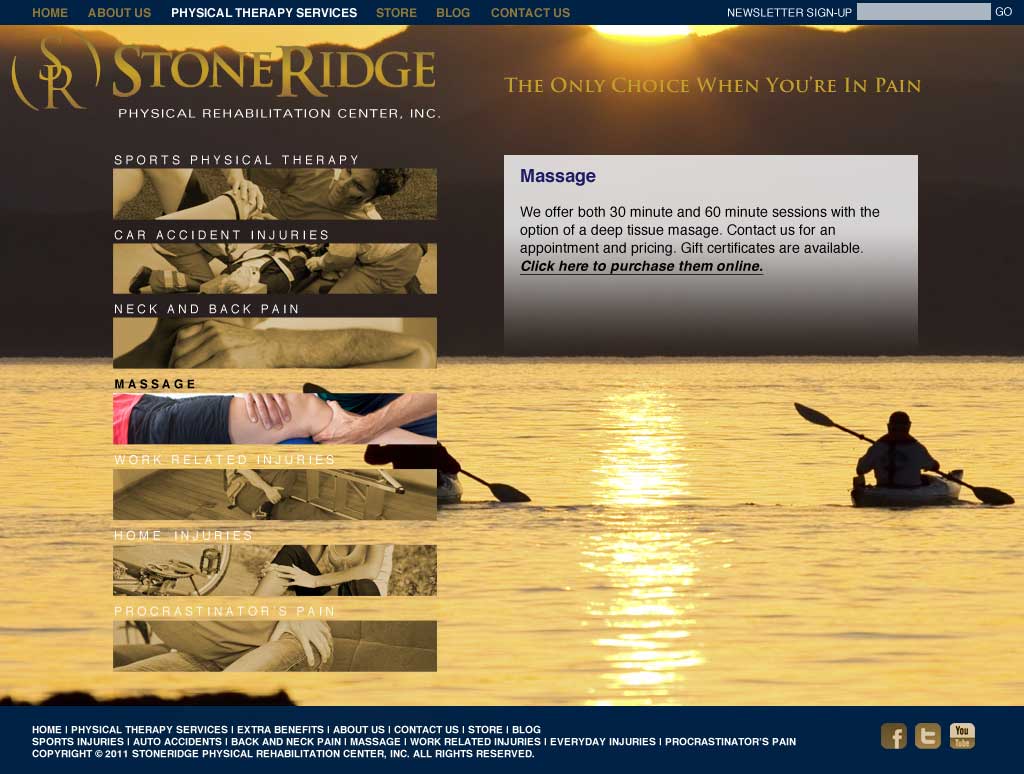 HOME ABOUT US PHYSICAL THERAPY SERVICES STORE BLOG CONTACT US NEWSLETTER SIGN-UP GO
SR STONERIDGE
PHYSICAL REHABILITATION CENTER, INC.
THE ONLY CHOICE WHEN YOU'RE IN PAIN
SPORTS PHYSICAL THERAPY
CAR ACCIDENT INJURIES
NECK AND BACK PAIN
MASSAGE
WORK RELATED INJURIES
HOME INJURIES
PROCRASTINATOR'S PAIN
Massage
We offer both 30 minute and 60 minute sessions with the
option of a deep tissue masage. Contact us for an
appointment and pricing. Gift certificates are available.
Click here to purchase them online.
HOME | PHYSICAL THERAPY SERVICES | EXTRA BENEFITS | ABOUT US | CONTACT US | STORE | BLOG
SPORTS INJURIES | AUTO ACCIDENTS | BACK AND NECK PAIN | MASSAGE | WORK RELATED INJURIES | EVERYDAY INJURIES | PROCRASTINATOR'S PAIN
COPYRIGHT © 2011 STONERIDGE PHYSICAL REHABILITATION CENTER, INC. ALL RIGHTS RESERVED.
f t You
Tube